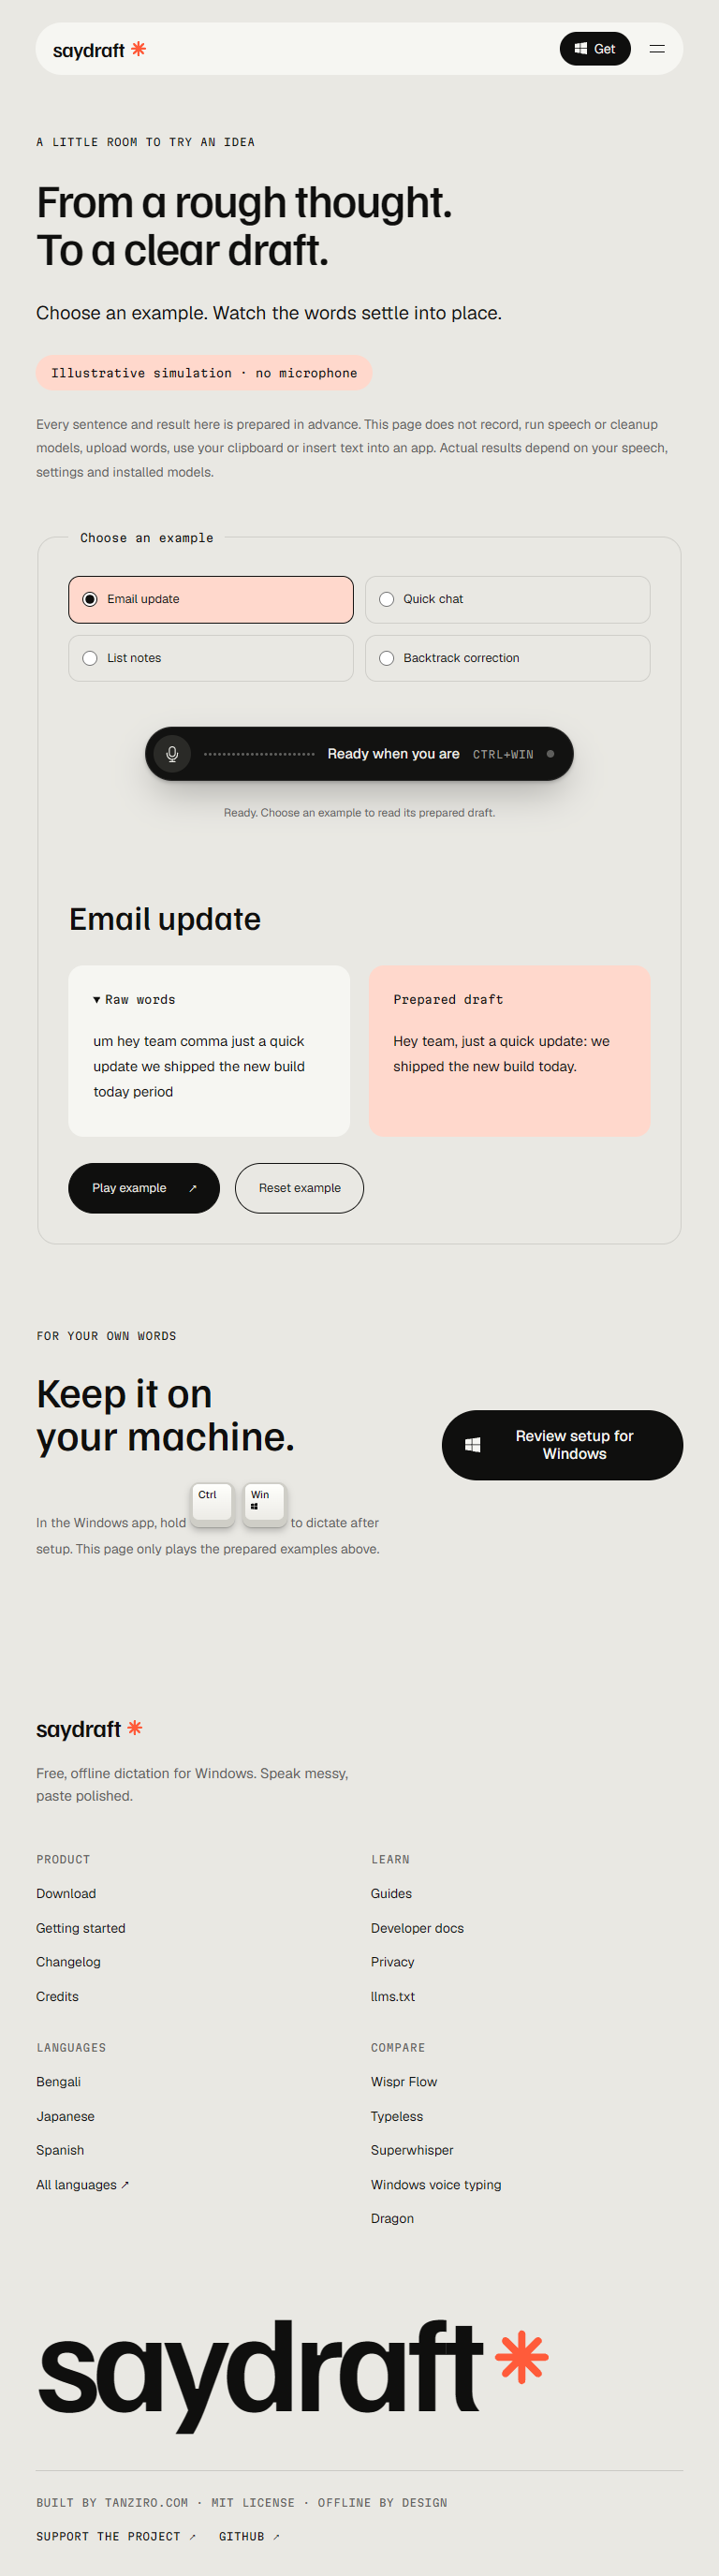 saydraft
Get
A LITTLE ROOM TO TRY AN IDEA
From a rough thought.
To a clear draft.
Choose an example. Watch the words settle into place.
Illustrative simulation · no microphone
Every sentence and result here is prepared in advance. This page does not record, run speech or cleanup
models, upload words, use your clipboard or insert text into an app. Actual results depend on your speech,
settings and installed models.
Choose an example
Email update
Quick chat
List notes
Backtrack correction
Ready when you are CTRL+WIN
Ready. Choose an example to read its prepared draft.
Email update
▾ Raw words
um hey team comma just a quick
update we shipped the new build
today period
Prepared draft
Hey team, just a quick update: we
shipped the new build today.
Play example ↗
Reset example
FOR YOUR OWN WORDS
Keep it on
your machine.
In the Windows app, hold Ctrl Win to dictate after
setup. This page only plays the prepared examples above.
Review setup for
Windows
saydraft
Free, offline dictation for Windows. Speak messy,
paste polished.
PRODUCT
Download
Getting started
Changelog
Credits
LEARN
Guides
Developer docs
Privacy
llms.txt
LANGUAGES
Bengali
Japanese
Spanish
All languages ↗
COMPARE
Wispr Flow
Typeless
Superwhisper
Windows voice typing
Dragon
saydraft
BUILT BY TANZIRO.COM · MIT LICENSE · OFFLINE BY DESIGN
SUPPORT THE PROJECT ↗ GITHUB ↗